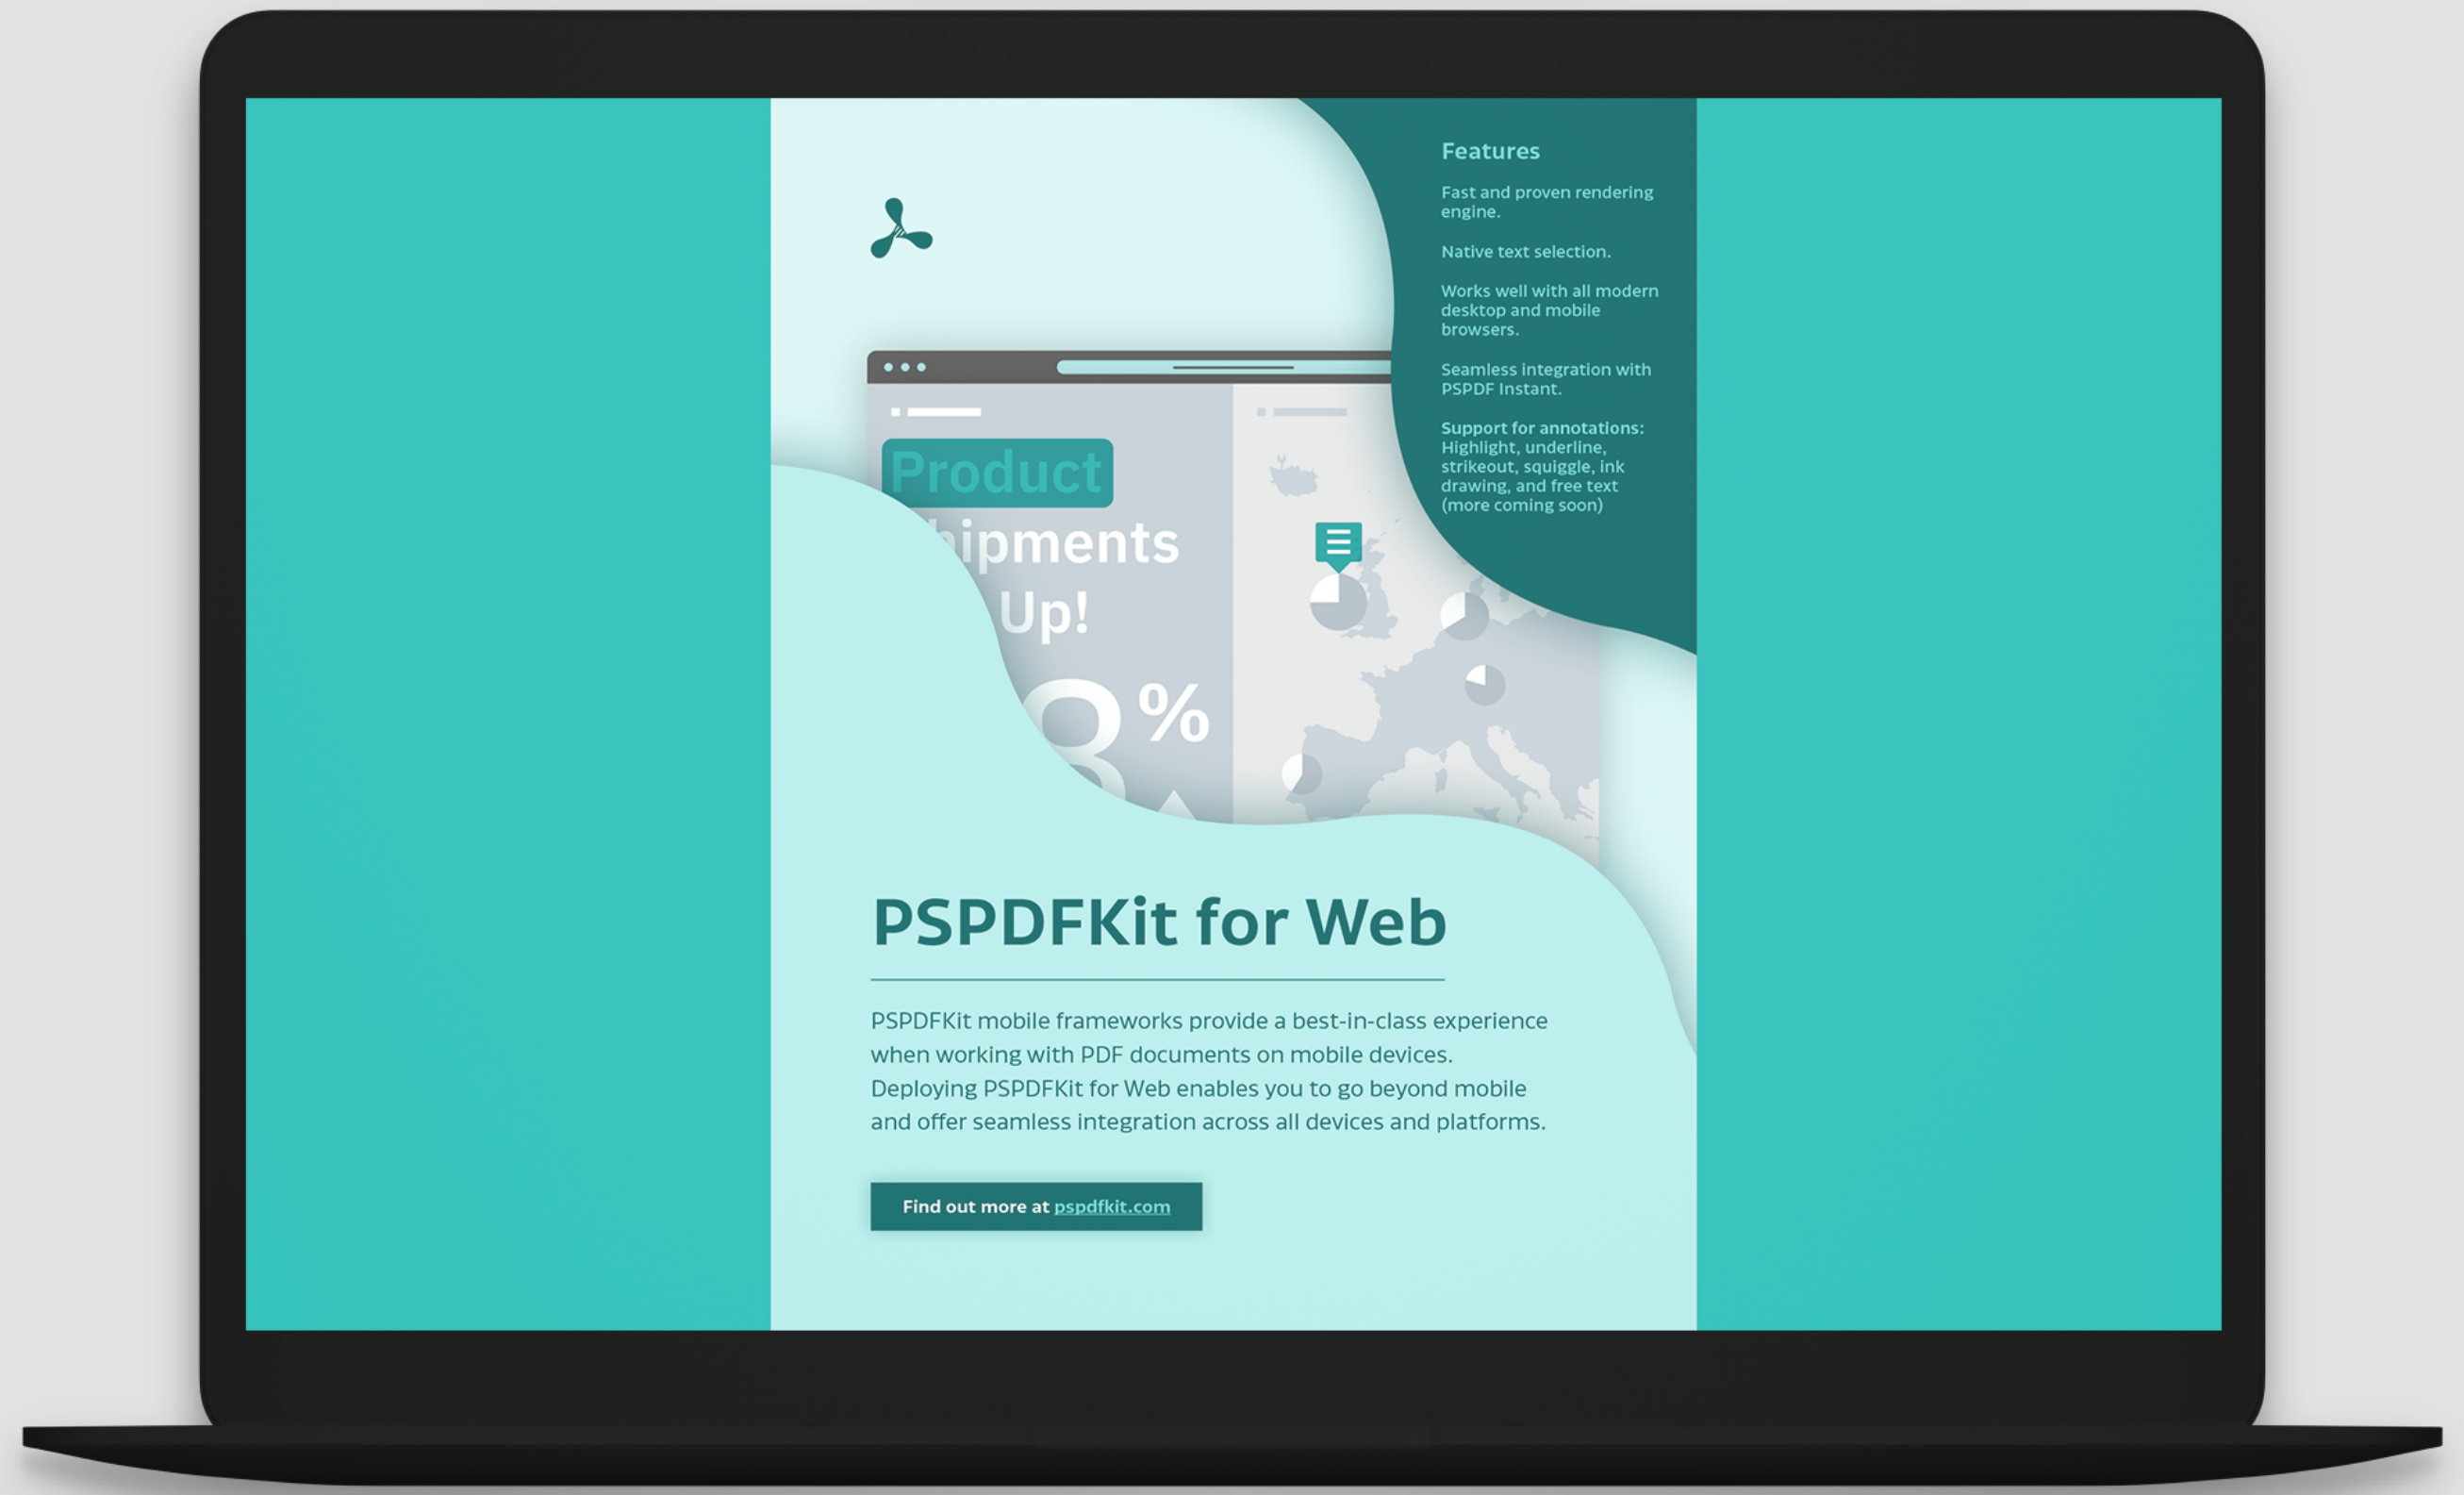 Features
Fast and proven rendering
engine.
Native text selection.
Works well with all modern
desktop and mobile
browsers.
Seamless integration with
PSPDF Instant.
Support for annotations:
Highlight, underline,
strikeout, squiggle, ink
drawing, and free text
(more coming soon)
Product
hipments
Up!
8%
PSPDFKit for Web
PSPDFKit mobile frameworks provide a best-in-class experience
when working with PDF documents on mobile devices.
Deploying PSPDFKit for Web enables you to go beyond mobile
and offer seamless integration across all devices and platforms.
Find out more at pspdfkit.com